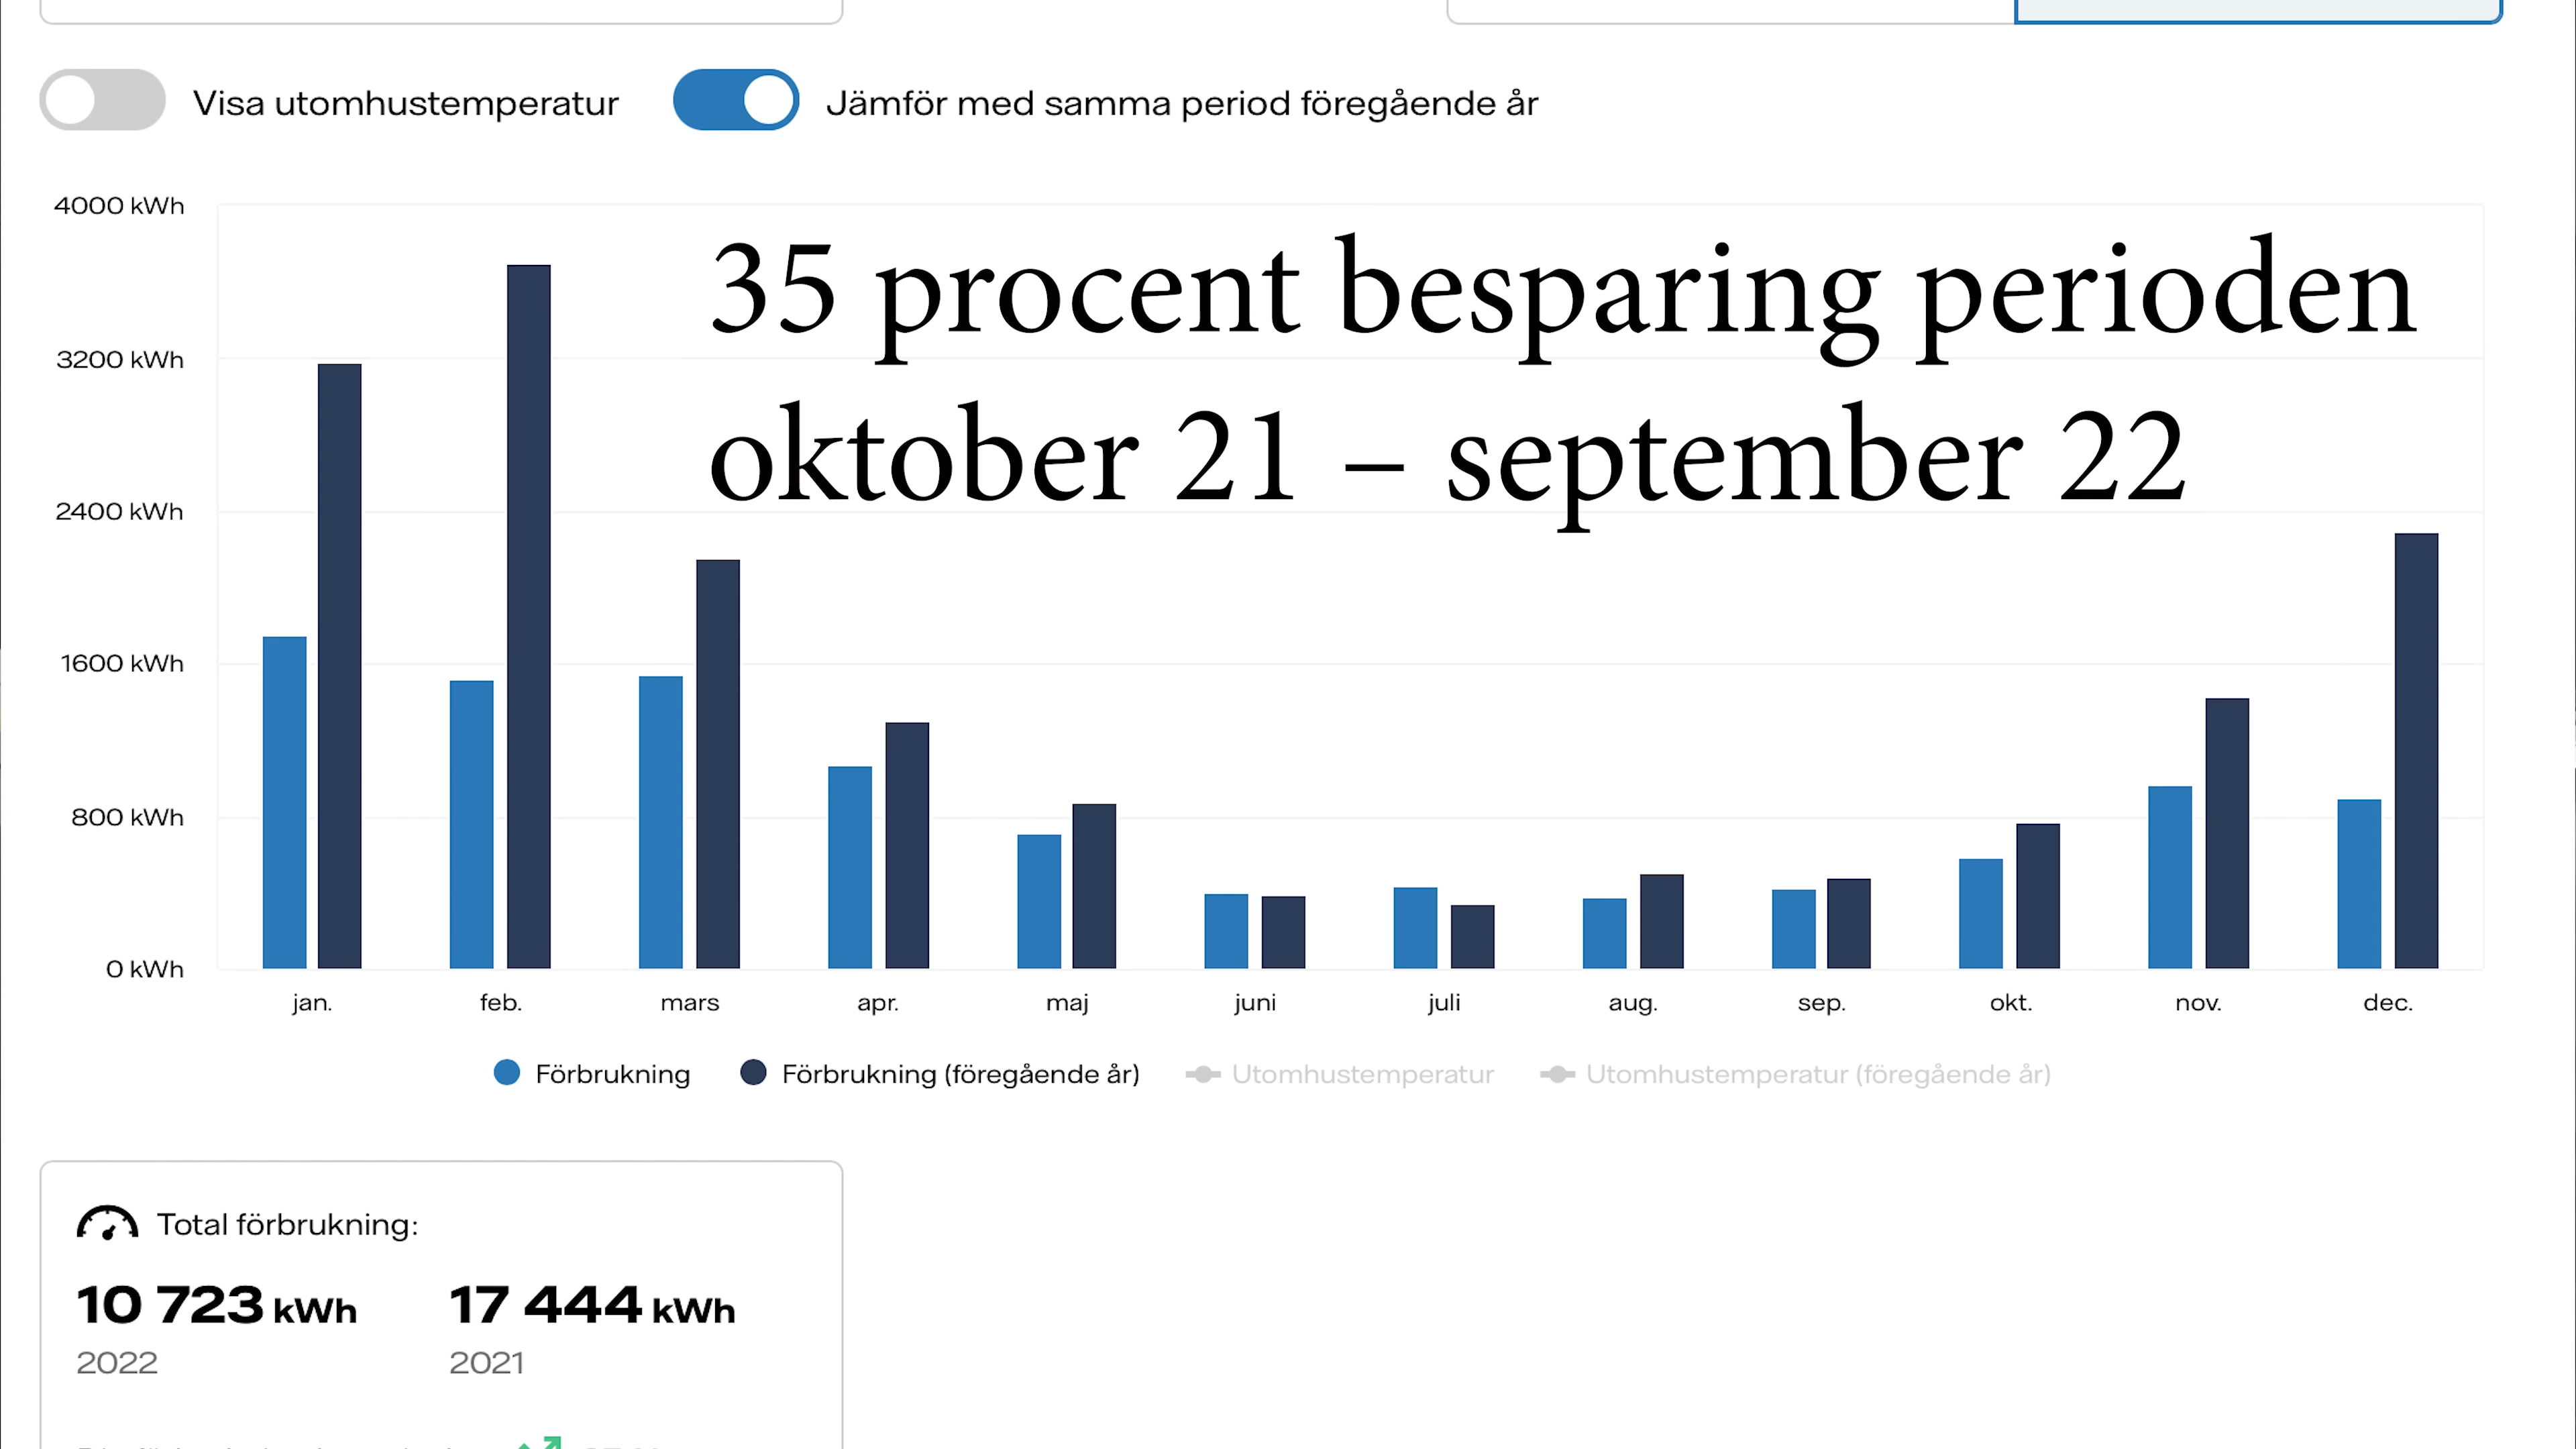 Visa utomhustemperatur Jämför med samma period föregående år
4000 kWh
35 procent besparing perioden
3200 kWh
oktober 21 – september 22
2400 kWh
1600 kWh
800 kWh
0 kWh
jan. feb. mars apr. maj juni juli aug. sep. okt. nov. dec.
Förbrukning Förbrukning (föregående år) Utomhustemperatur Utomhustemperatur (föregående år)
Total förbrukning:
10 723 kWh 17 444 kWh
2022 2021